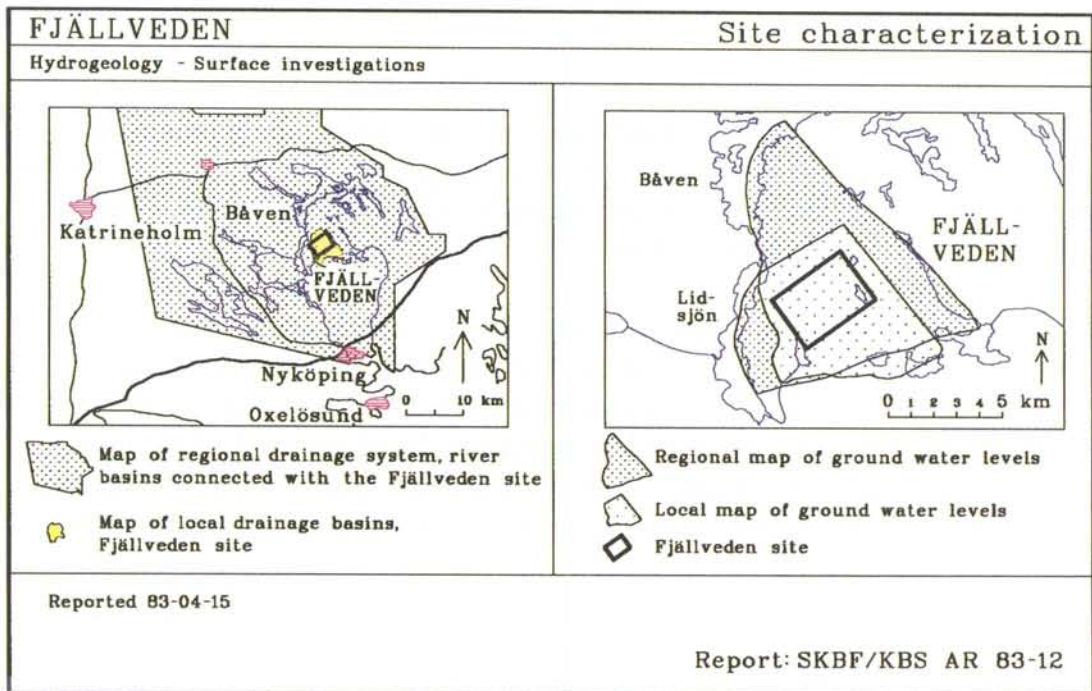 FJÄLLVEDEN
Site characterization
Hydrogeology - Surface investigations
Katrineholm
Båven
FJÄLL-
VEDEN
Nyköping
Oxelösund
N
0 10 km
Map of regional drainage system, river
basins connected with the Fjällveden site
Map of local drainage basins,
Fjällveden site
Båven
FJÄLL-
VEDEN
Lid-
sjön
N
0 1 2 3 4 5 km
Regional map of ground water levels
Local map of ground water levels
Fjällveden site
Reported 83-04-15
Report: SKBF/KBS AR 83-12